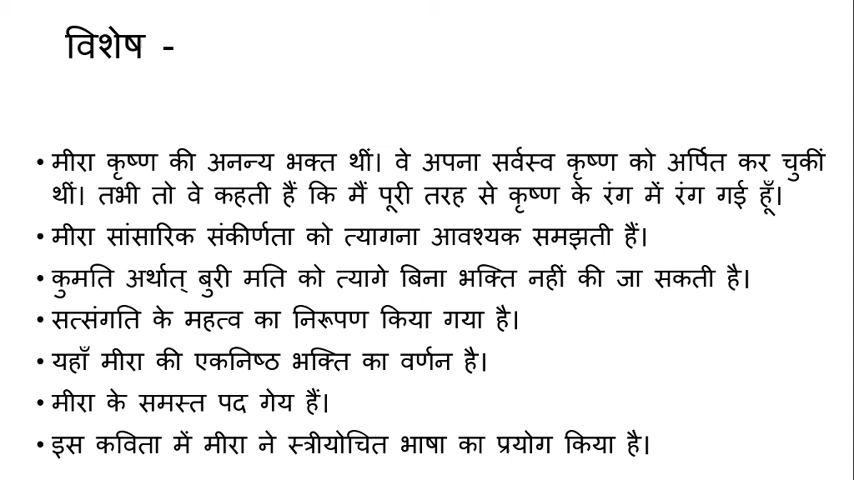 विशेष -
• मीरा कृष्ण की अनन्य भक्त थीं। वे अपना सर्वस्व कृष्ण को अर्पित कर चुकीं
थीं। तभी तो वे कहती हैं कि मैं पूरी तरह से कृष्ण के रंग में रंग गई हूँ।
• मीरा सांसारिक संकीर्णता को त्यागना आवश्यक समझती हैं।
• कुमति अर्थात् बुरी मति को त्यागे बिना भक्ति नहीं की जा सकती है।
• सत्संगति के महत्व का निरूपण किया गया है।
• यहाँ मीरा की एकनिष्ठ भक्ति का वर्णन है।
• मीरा के समस्त पद गेय हैं।
• इस कविता में मीरा ने स्त्रीयोचित भाषा का प्रयोग किया है।